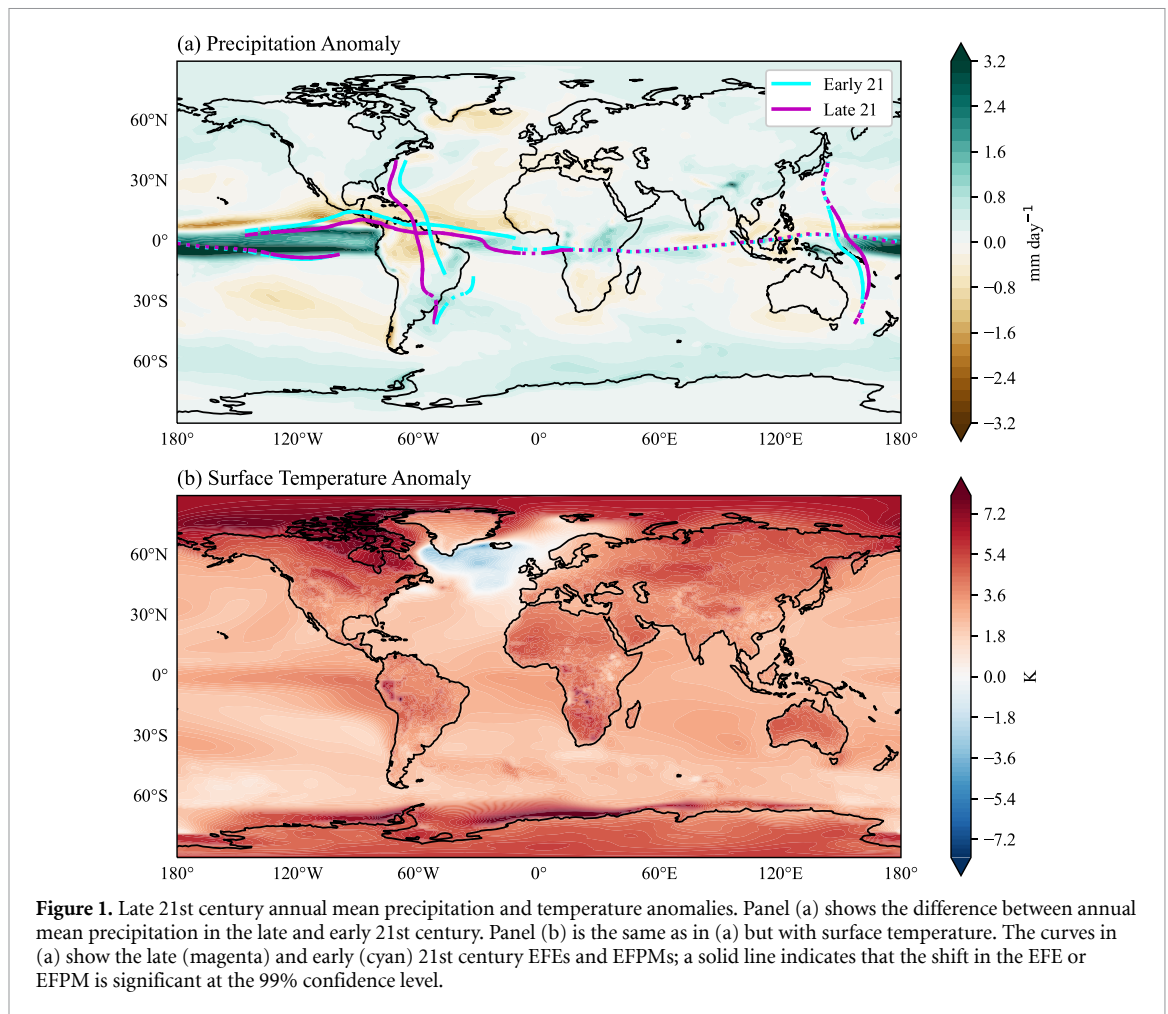 (a) Precipitation Anomaly
Early 21
Late 21
60°N
30°N
0°
30°S
60°S
180° 120°W 60°W 0° 60°E 120°E 180°
3.2
2.4
1.6
0.8
0.0
−0.8
−1.6
−2.4
−3.2
mm day⁻¹
(b) Surface Temperature Anomaly
60°N
30°N
0°
30°S
60°S
180° 120°W 60°W 0° 60°E 120°E 180°
7.2
5.4
3.6
1.8
0.0
−1.8
−3.6
−5.4
−7.2
K
Figure 1. Late 21st century annual mean precipitation and temperature anomalies. Panel (a) shows the difference between annual
mean precipitation in the late and early 21st century. Panel (b) is the same as in (a) but with surface temperature. The curves in
(a) show the late (magenta) and early (cyan) 21st century EFEs and EFPMs; a solid line indicates that the shift in the EFE or
EFPM is significant at the 99% confidence level.